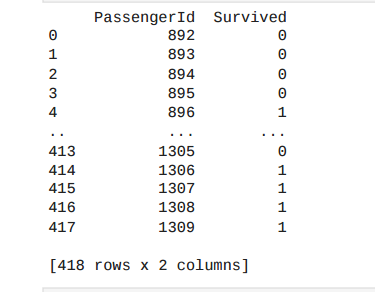 PassengerId Survived
0 892 0
1 893 0
2 894 0
3 895 0
4 896 1
.. ... ...
413 1305 0
414 1306 1
415 1307 1
416 1308 1
417 1309 1
[418 rows x 2 columns]